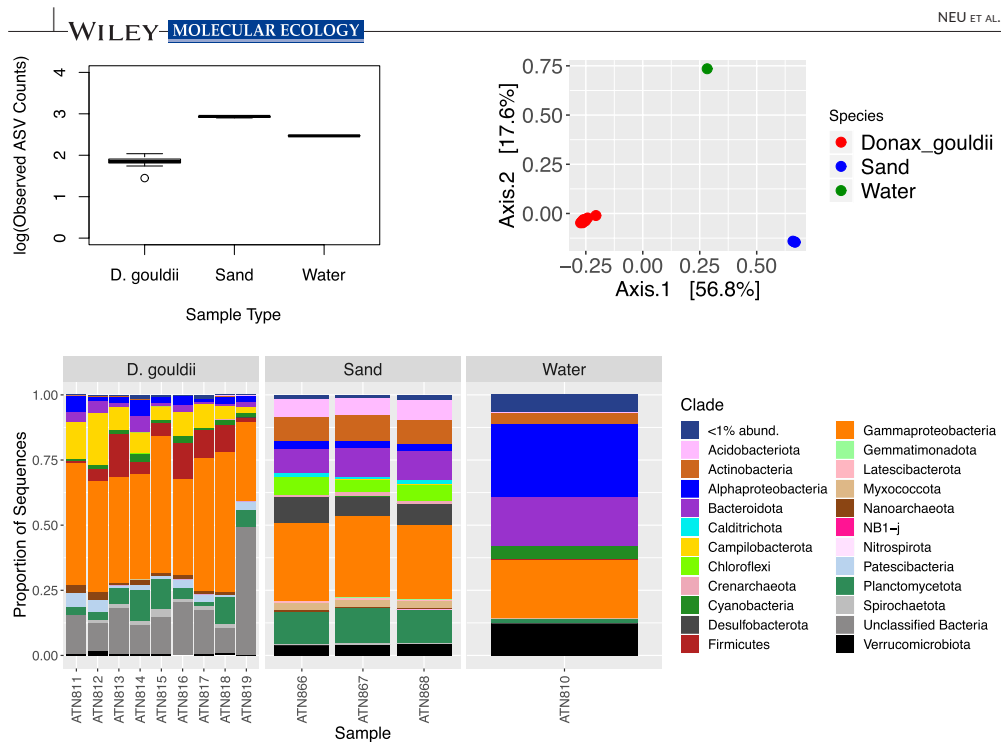 WILEY MOLECULAR ECOLOGY
NEU ET AL.
4
3
2
1
0
log(Observed ASV Counts)
D. gouldii Sand Water
Sample Type
0.75
0.50
0.25
0.00
Axis.2 [17.6%]
−0.25 0.00 0.25 0.50
Axis.1 [56.8%]
Species
Donax_gouldii
Sand
Water
D. gouldii Sand Water
1.00
0.75
0.50
0.25
0.00
Proportion of Sequences
ATN811 ATN812 ATN813 ATN814 ATN815 ATN816 ATN817 ATN818 ATN819 ATN866 ATN867 ATN868 ATN810
Sample
Clade
<1% abund.
Acidobacteriota
Actinobacteria
Alphaproteobacteria
Bacteroidota
Calditrichota
Campilobacterota
Chloroflexi
Crenarchaeota
Cyanobacteria
Desulfobacterota
Firmicutes
Gammaproteobacteria
Gemmatimonadota
Latescibacterota
Myxococcota
Nanoarchaeota
NB1−j
Nitrospirota
Patescibacteria
Planctomycetota
Spirochaetota
Unclassified Bacteria
Verrucomicrobiota